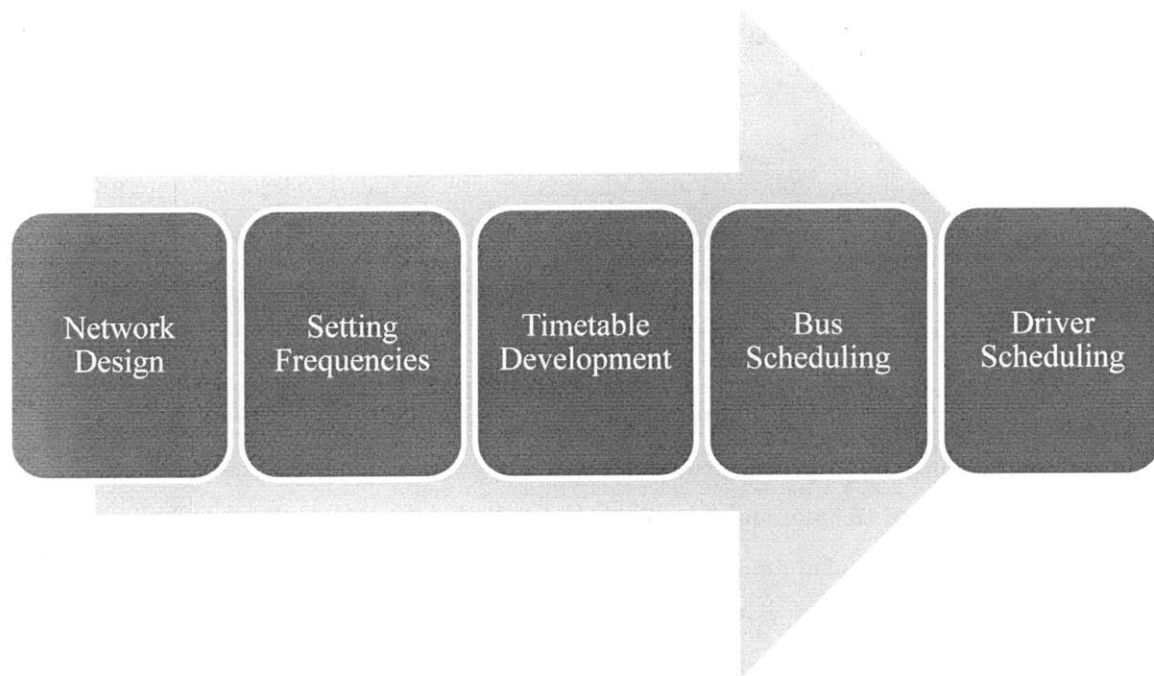 Network
Design
Setting
Frequencies
Timetable
Development
Bus
Scheduling
Driver
Scheduling